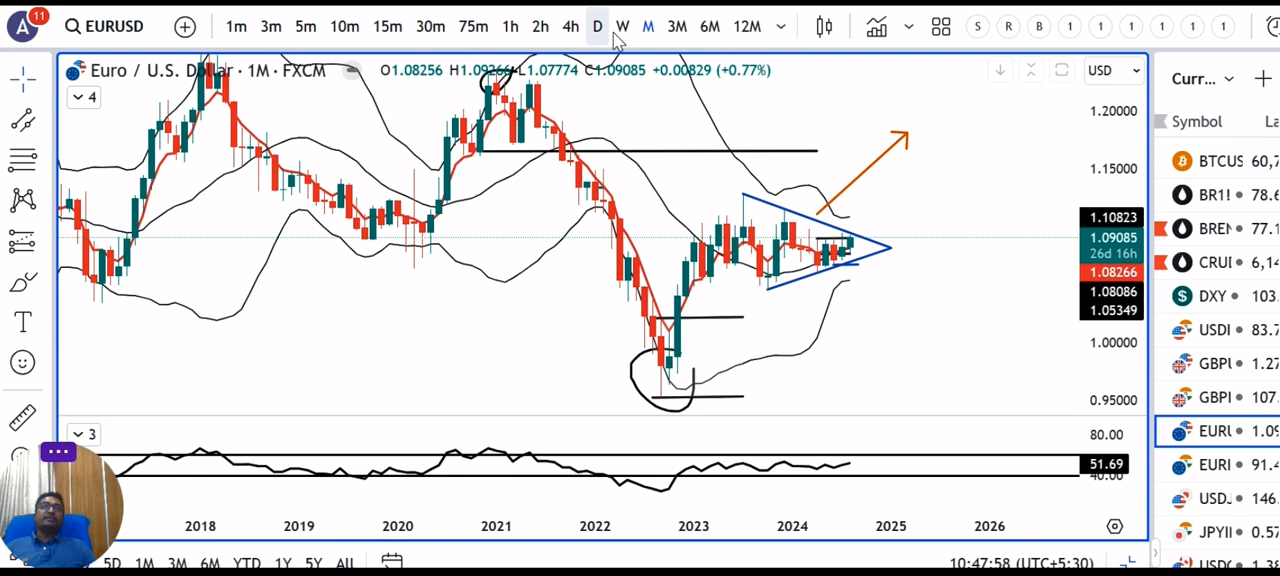 A 11 EURUSD 1m 3m 5m 10m 15m 30m 75m 1h 2h 4h D W M 3M 6M 12M S R B 1 1 1 1 1 1
Euro / U.S. Dollar · 1M · FXCM O1.08256 H1.09266 L1.07774 C1.09085 +0.00829 (+0.77%) USD Curr...
4
Symbol La
1.20000
BTCUS 60,7
1.15000
BR1! 78.6
1.10823
BREN 77.1
1.09085
26d 16h
CRUI 6,14
1.08266
1.08086
DXY 103.
1.05349
USDI 83.7
1.00000
GBPU 1.27
0.95000
GBPI 107.
3
80.00
EURU 1.09
51.69
40.00
EURI 91.4
2018 2019 2020 2021 2022 2023 2024 2025 2026
USDJ 146.
JPYII 0.57
5D 1M 3M 6M YTD 1Y 5Y All 10:47:58 (UTC+5:30)